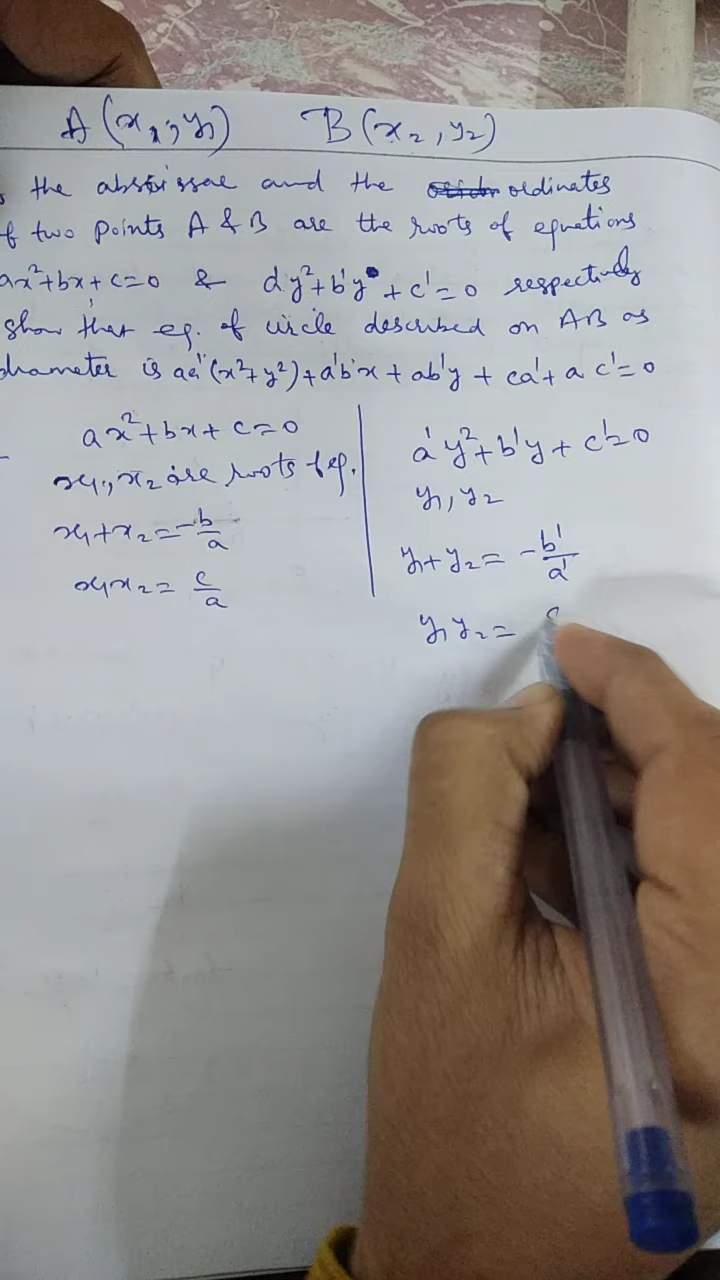 A(x₁, y₁) B(x₂, y₂)
the absissae and the ordinates
f two points A & B are the roots of equations
ax²+bx+c=0 & a'y²+b'y+c'=0 respectively
show that eq. of circle described on AB as
diameter is aa'(x²+y²)+a'b'x+ab'y+ca'+ac'=0
ax²+bx+c=0
x₁, x₂ are roots of eq.
x₁+x₂=-b/a
x₁x₂=c/a
a'y²+b'y+c'=0
y₁, y₂
y₁+y₂=-b'/a'
y₁y₂=